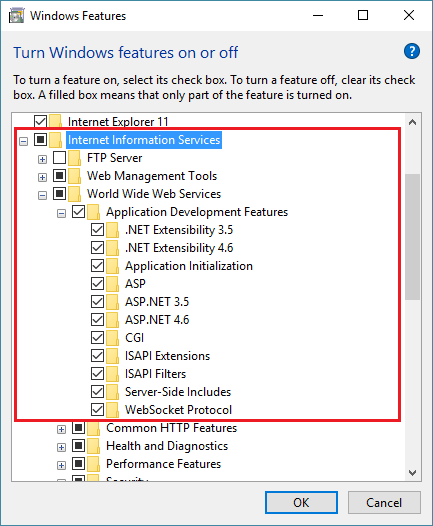 Windows Features
Turn Windows features on or off
?
To turn a feature on, select its check box. To turn a feature off, clear its check
box. A filled box means that only part of the feature is turned on.
Internet Explorer 11
Internet Information Services
FTP Server
Web Management Tools
World Wide Web Services
Application Development Features
.NET Extensibility 3.5
.NET Extensibility 4.6
Application Initialization
ASP
ASP.NET 3.5
ASP.NET 4.6
CGI
ISAPI Extensions
ISAPI Filters
Server-Side Includes
WebSocket Protocol
Common HTTP Features
Health and Diagnostics
Performance Features
Security
OK
Cancel